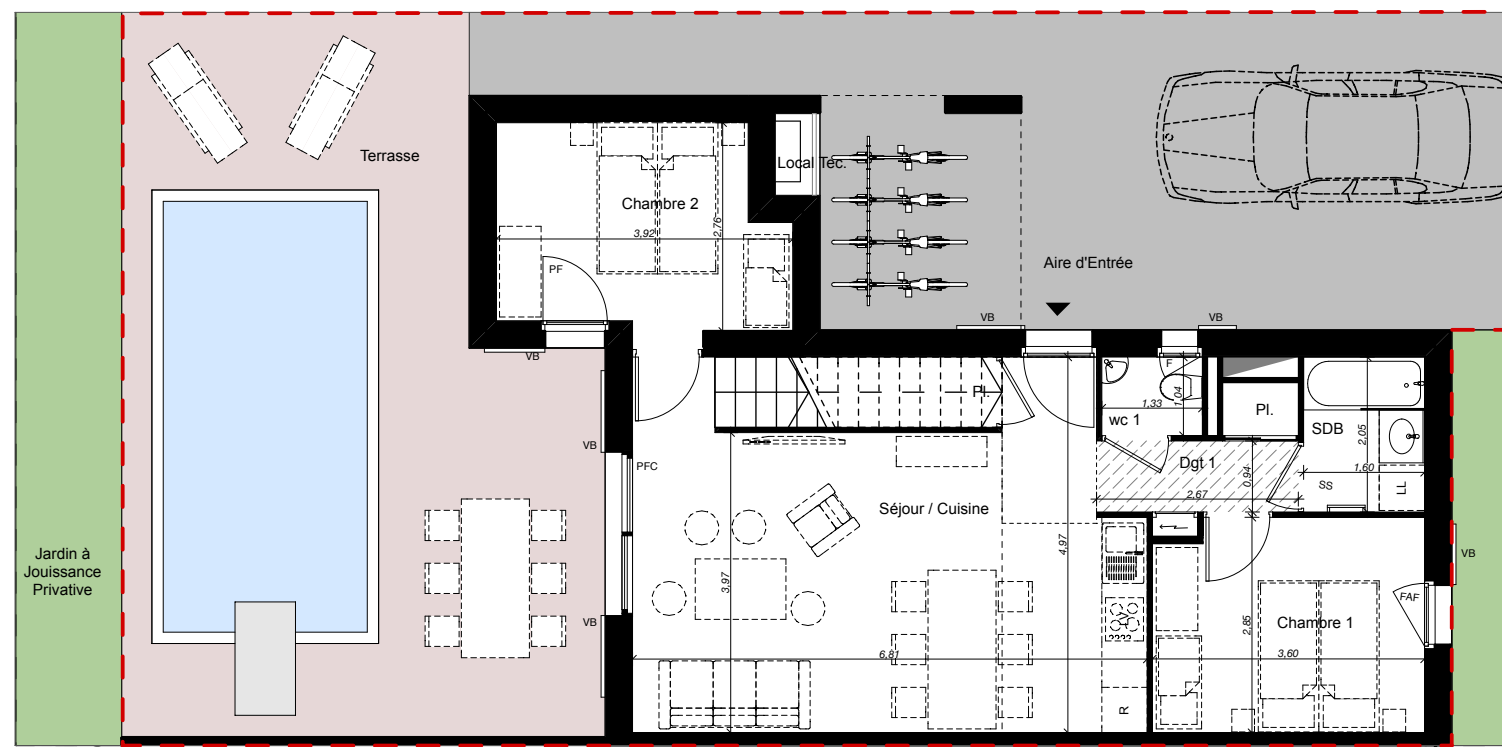 Terrasse
Local Tec.
Chambre 2
3,92
2,76
PF
VB
Aire d'Entrée
VB
VB
Pl.
F
1,04
1,33
wc 1
Pl.
SDB
2,05
1,60
SS
LL
Dgt 1
0,94
2,67
VB
PFC
Séjour / Cuisine
4,97
3,97
6,81
LV
R
VB
Jardin à
Jouissance
Privative
VB
FAF
Chambre 1
2,85
3,60